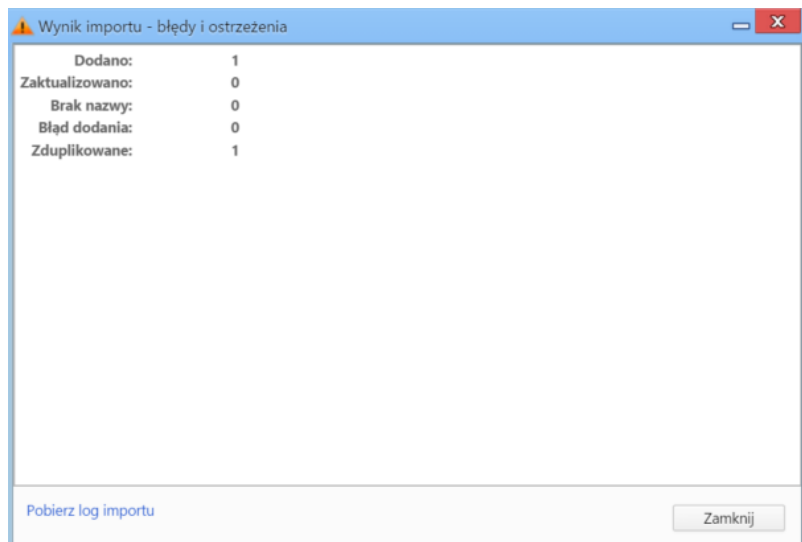 Wynik importu - błędy i ostrzeżenia
Dodano: 1
Zaktualizowano: 0
Brak nazwy: 0
Błąd dodania: 0
Zduplikowane: 1
Pobierz log importu
Zamknij